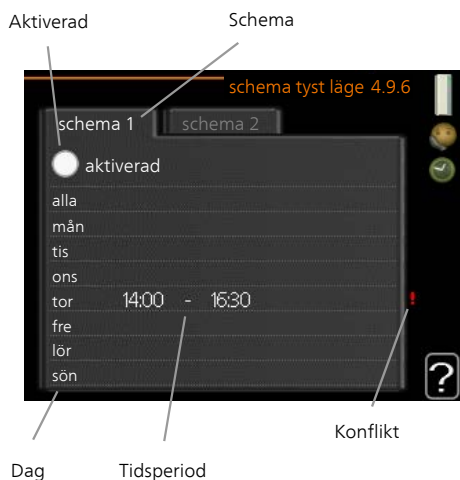 Aktiverad Schema
schema tyst läge 4.9.6
schema 1 schema 2
aktiverad
alla
mån
tis
ons
tor 14:00 - 16:30 !
fre
lör
sön
?
Konflikt
Dag Tidsperiod